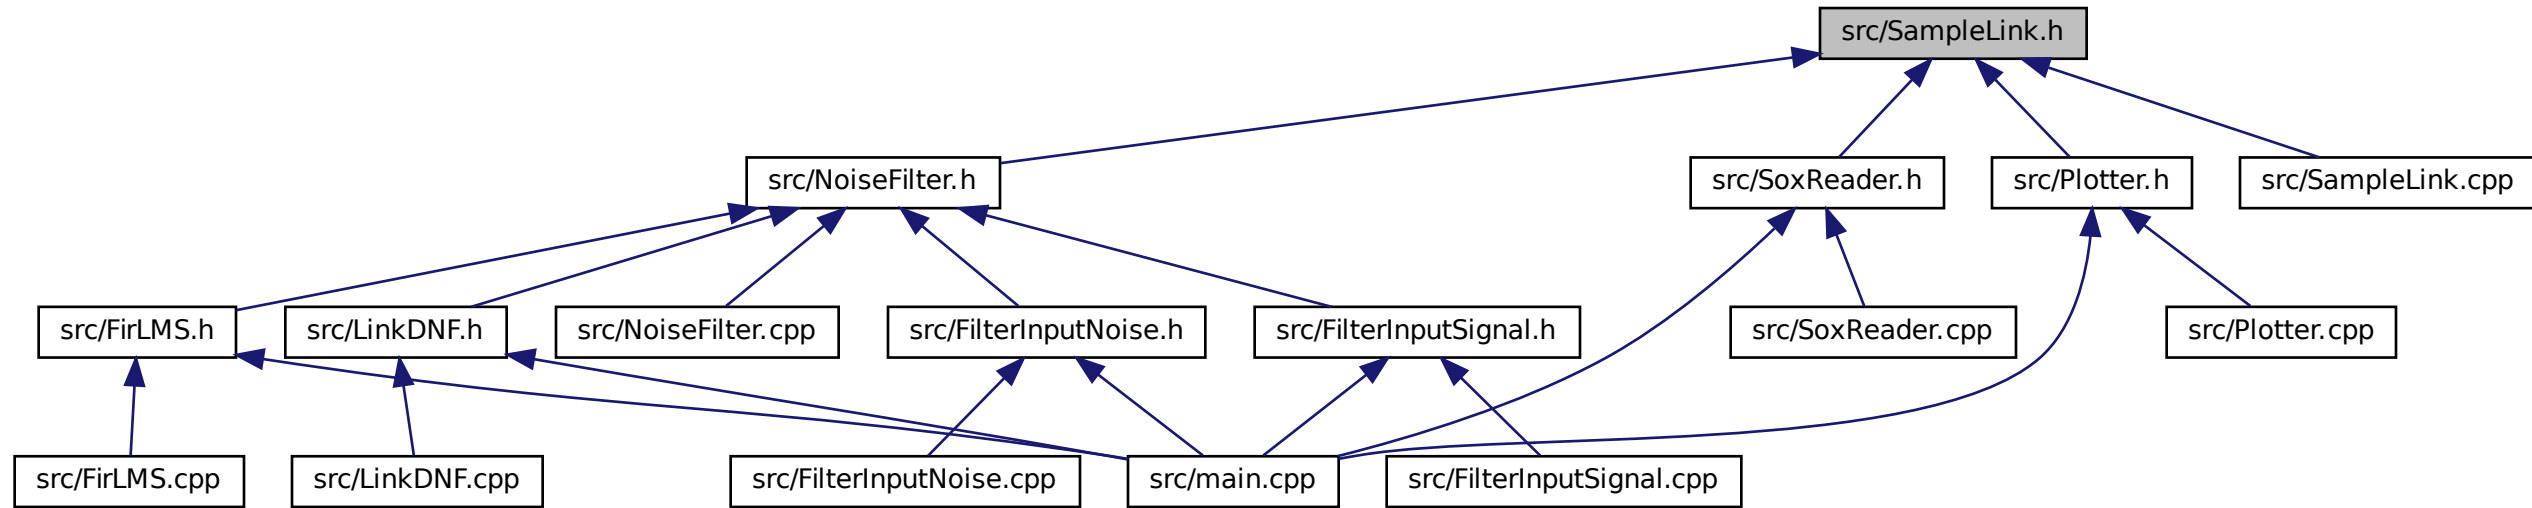 src/SampleLink.h
src/NoiseFilter.h
src/SoxReader.h
src/Plotter.h
src/SampleLink.cpp
src/FirLMS.h
src/LinkDNF.h
src/NoiseFilter.cpp
src/FilterInputNoise.h
src/FilterInputSignal.h
src/SoxReader.cpp
src/Plotter.cpp
src/FirLMS.cpp
src/LinkDNF.cpp
src/FilterInputNoise.cpp
src/main.cpp
src/FilterInputSignal.cpp